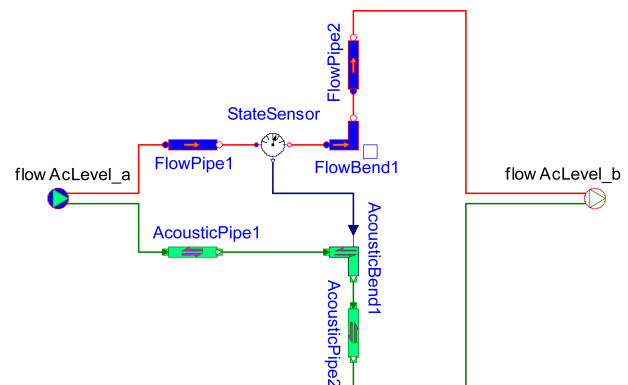 FlowPipe2
StateSensor
FlowPipe1
FlowBend1
flow AcLevel_a
flow AcLevel_b
AcousticPipe1
AcousticBend1
AcousticPipe2